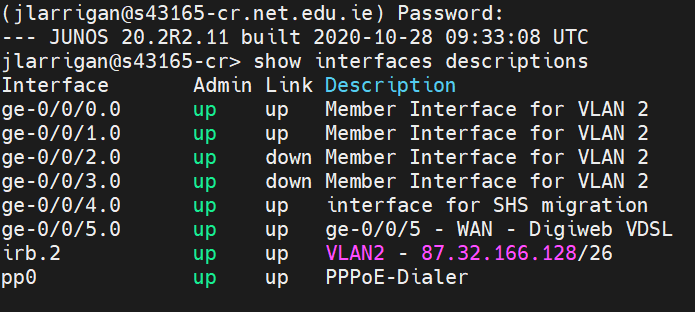 (jlarrigan@s43165-cr.net.edu.ie) Password:
--- JUNOS 20.2R2.11 built 2020-10-28 09:33:08 UTC
jlarrigan@s43165-cr> show interfaces descriptions
Interface       Admin Link Description
ge-0/0/0.0      up    up   Member Interface for VLAN 2
ge-0/0/1.0      up    up   Member Interface for VLAN 2
ge-0/0/2.0      up    down Member Interface for VLAN 2
ge-0/0/3.0      up    down Member Interface for VLAN 2
ge-0/0/4.0      up    up   interface for SHS migration
ge-0/0/5.0      up    up   ge-0/0/5 - WAN - Digiweb VDSL
irb.2           up    up   VLAN2 - 87.32.166.128/26
pp0             up    up   PPPoE-Dialer